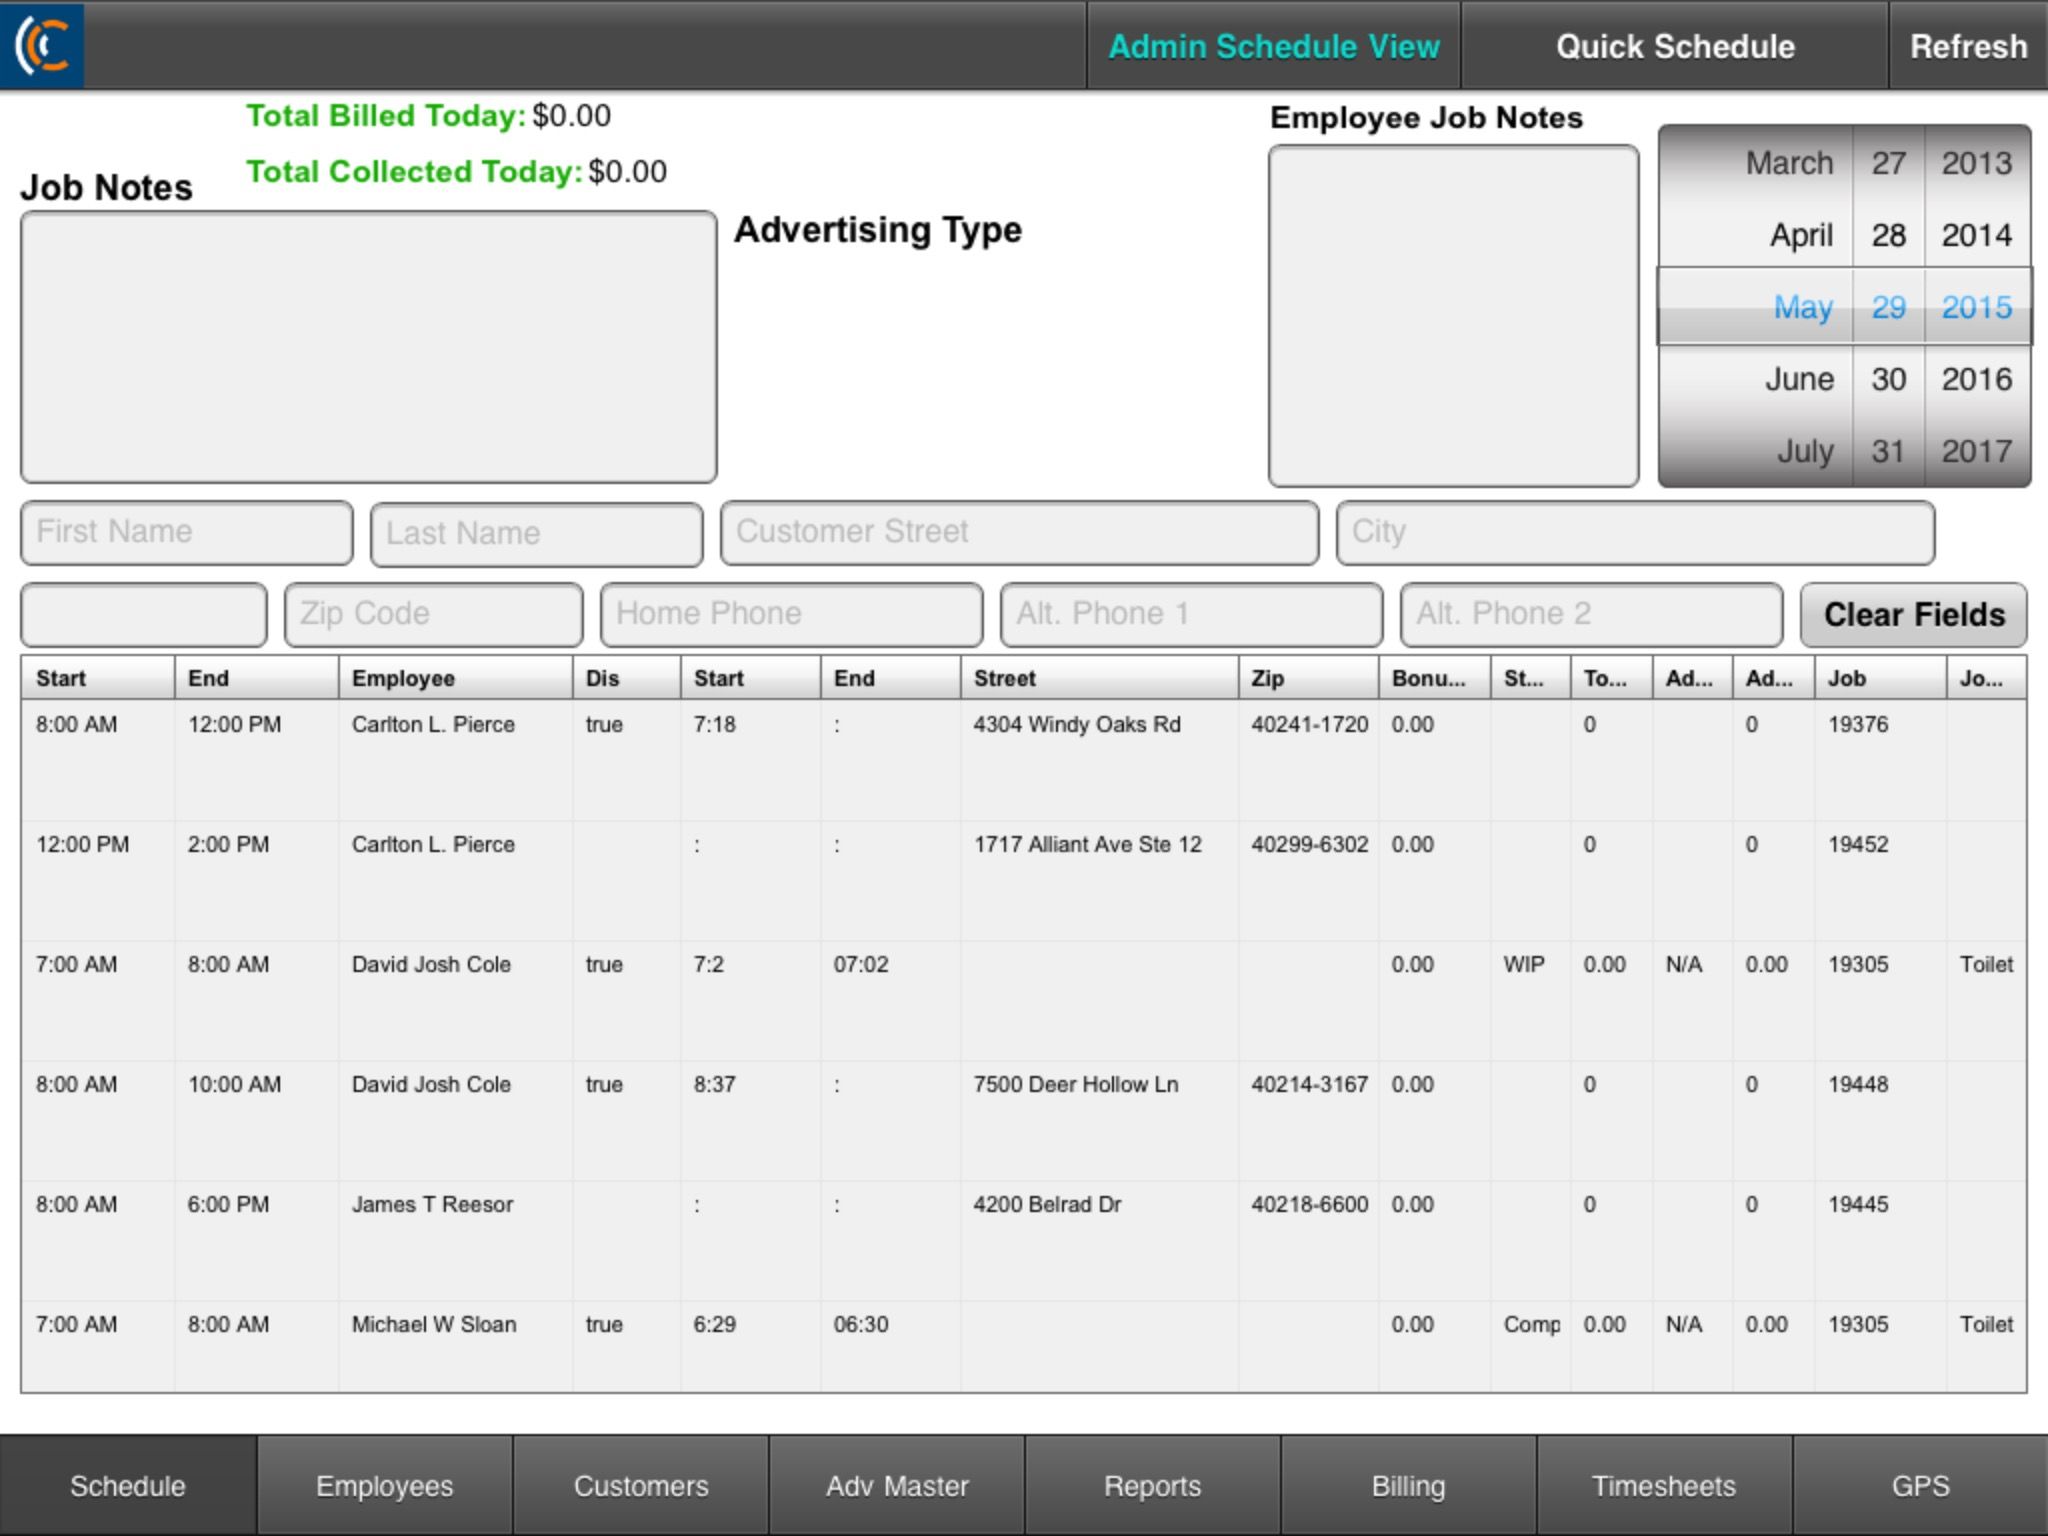 Admin Schedule View Quick Schedule Refresh
Total Billed Today: $0.00
Total Collected Today: $0.00
Job Notes
Advertising Type
Employee Job Notes
March 27 2013
April 28 2014
May 29 2015
June 30 2016
July 31 2017
First Name Last Name Customer Street City
Zip Code Home Phone Alt. Phone 1 Alt. Phone 2 Clear Fields
Start End Employee Dis Start End Street Zip Bonu... St... To... Ad... Ad... Job Jo...
8:00 AM 12:00 PM Carlton L. Pierce true 7:18 : 4304 Windy Oaks Rd 40241-1720 0.00 0 0 19376
12:00 PM 2:00 PM Carlton L. Pierce : : 1717 Alliant Ave Ste 12 40299-6302 0.00 0 0 19452
7:00 AM 8:00 AM David Josh Cole true 7:2 07:02 0.00 WIP 0.00 N/A 0.00 19305 Toilet
8:00 AM 10:00 AM David Josh Cole true 8:37 : 7500 Deer Hollow Ln 40214-3167 0.00 0 0 19448
8:00 AM 6:00 PM James T Reesor : : 4200 Belrad Dr 40218-6600 0.00 0 0 19445
7:00 AM 8:00 AM Michael W Sloan true 6:29 06:30 0.00 Comp 0.00 N/A 0.00 19305 Toilet
Schedule Employees Customers Adv Master Reports Billing Timesheets GPS